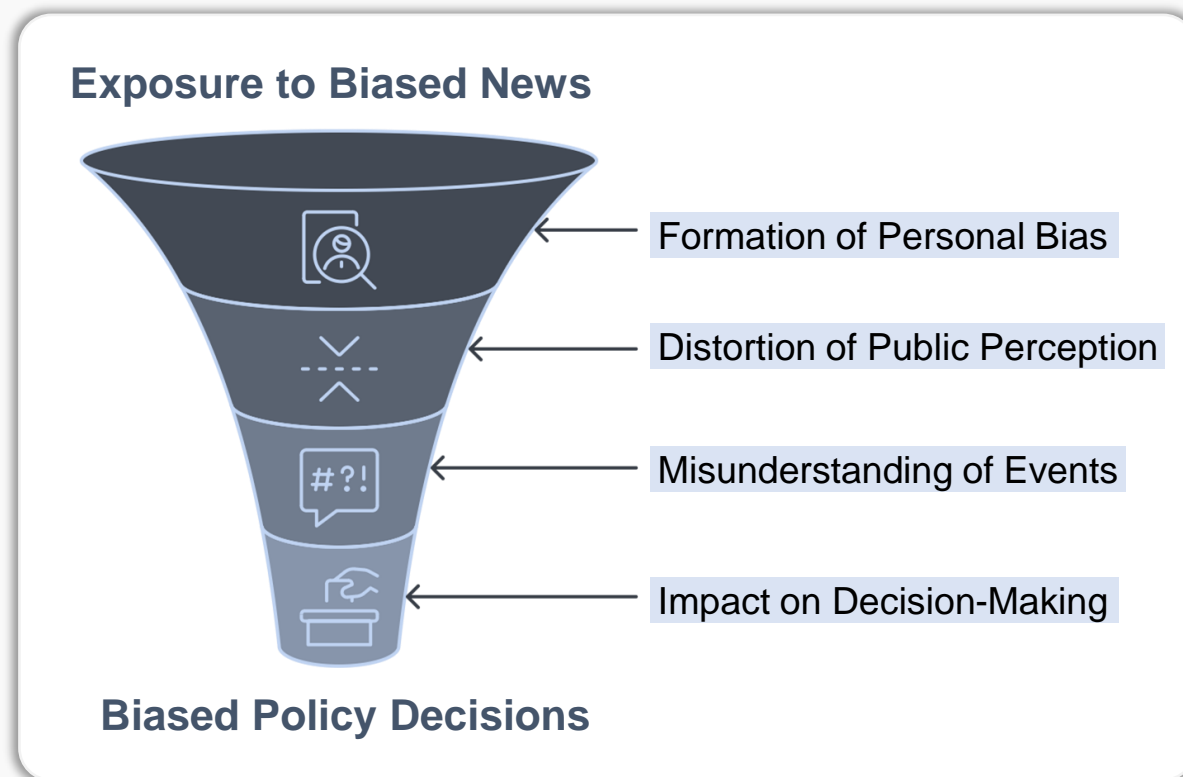 Exposure to Biased News
Formation of Personal Bias
Distortion of Public Perception
#?!
Misunderstanding of Events
Impact on Decision-Making
Biased Policy Decisions